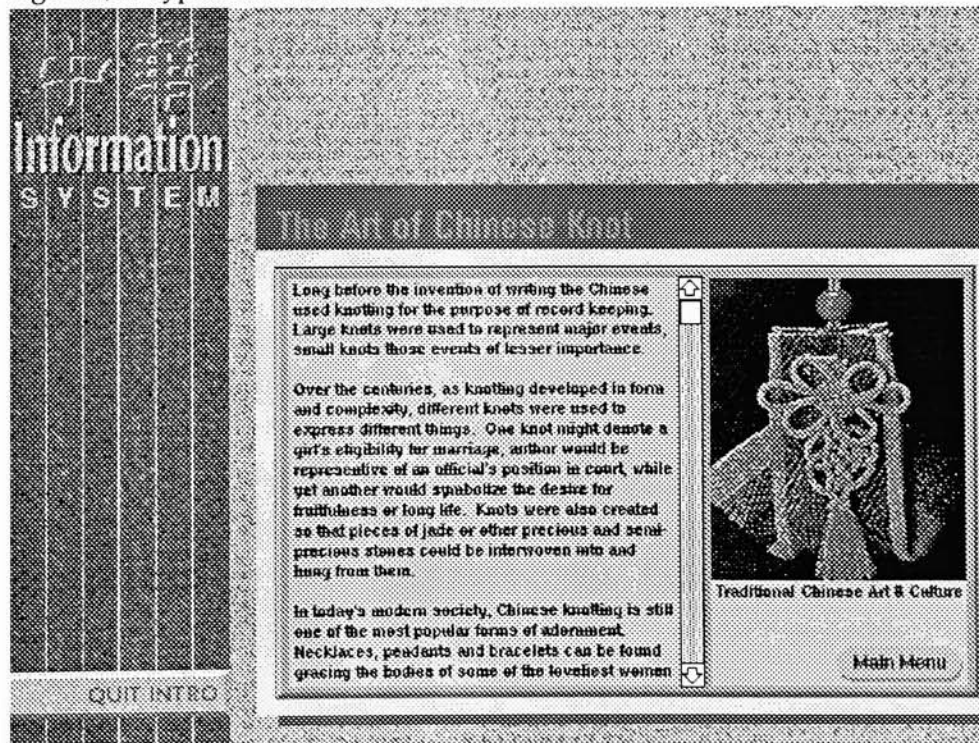 Information
SYSTEM
The Art of Chinese Knot
Long before the invention of writing the Chinese
used knotting for the purpose of record keeping.
Large knots were used to represent major events,
small knots those events of lesser importance.
Over the centuries, as knotting developed in form
and complexity, different knots were used to
express different things. One knot might denote a
girl's eligibility for marriage, anthor would be
representive of an official's position in court, while
yet another would symbolize the desire for
fruitfulness or long life. Knots were also created
so that pieces of jade or other precious and semi-
precious stones could be interwoven into and
hung from them.
In today's modern society, Chinese knotting is still
one of the most popular forms of adornment.
Necklaces, pendants and bracelets can be found
gracing the bodies of some of the loveliest women
Traditional Chinese Art & Culture
Main Menu
QUIT INTRO